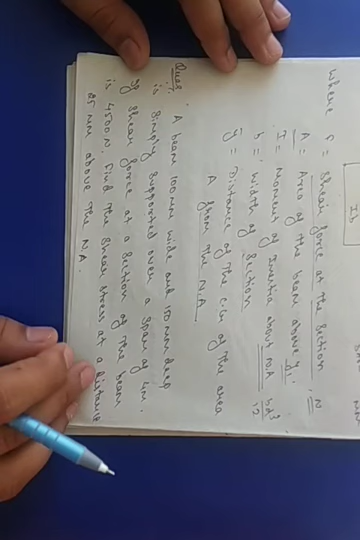 Ib
Where F = Shear force at the section, N
A = Area of the beam above y'
I = Moment of Inertia about N.A bd³
12
b = width of section
ȳ = Distance of the C.G of the area
A from the N.A
Ques:- A beam 100 mm wide and 150 mm deep
is simply supported over a span of 4m.
If shear force at a section of the beam
is 4500 N. Find the shear stress at a distance
25 mm above the N.A.